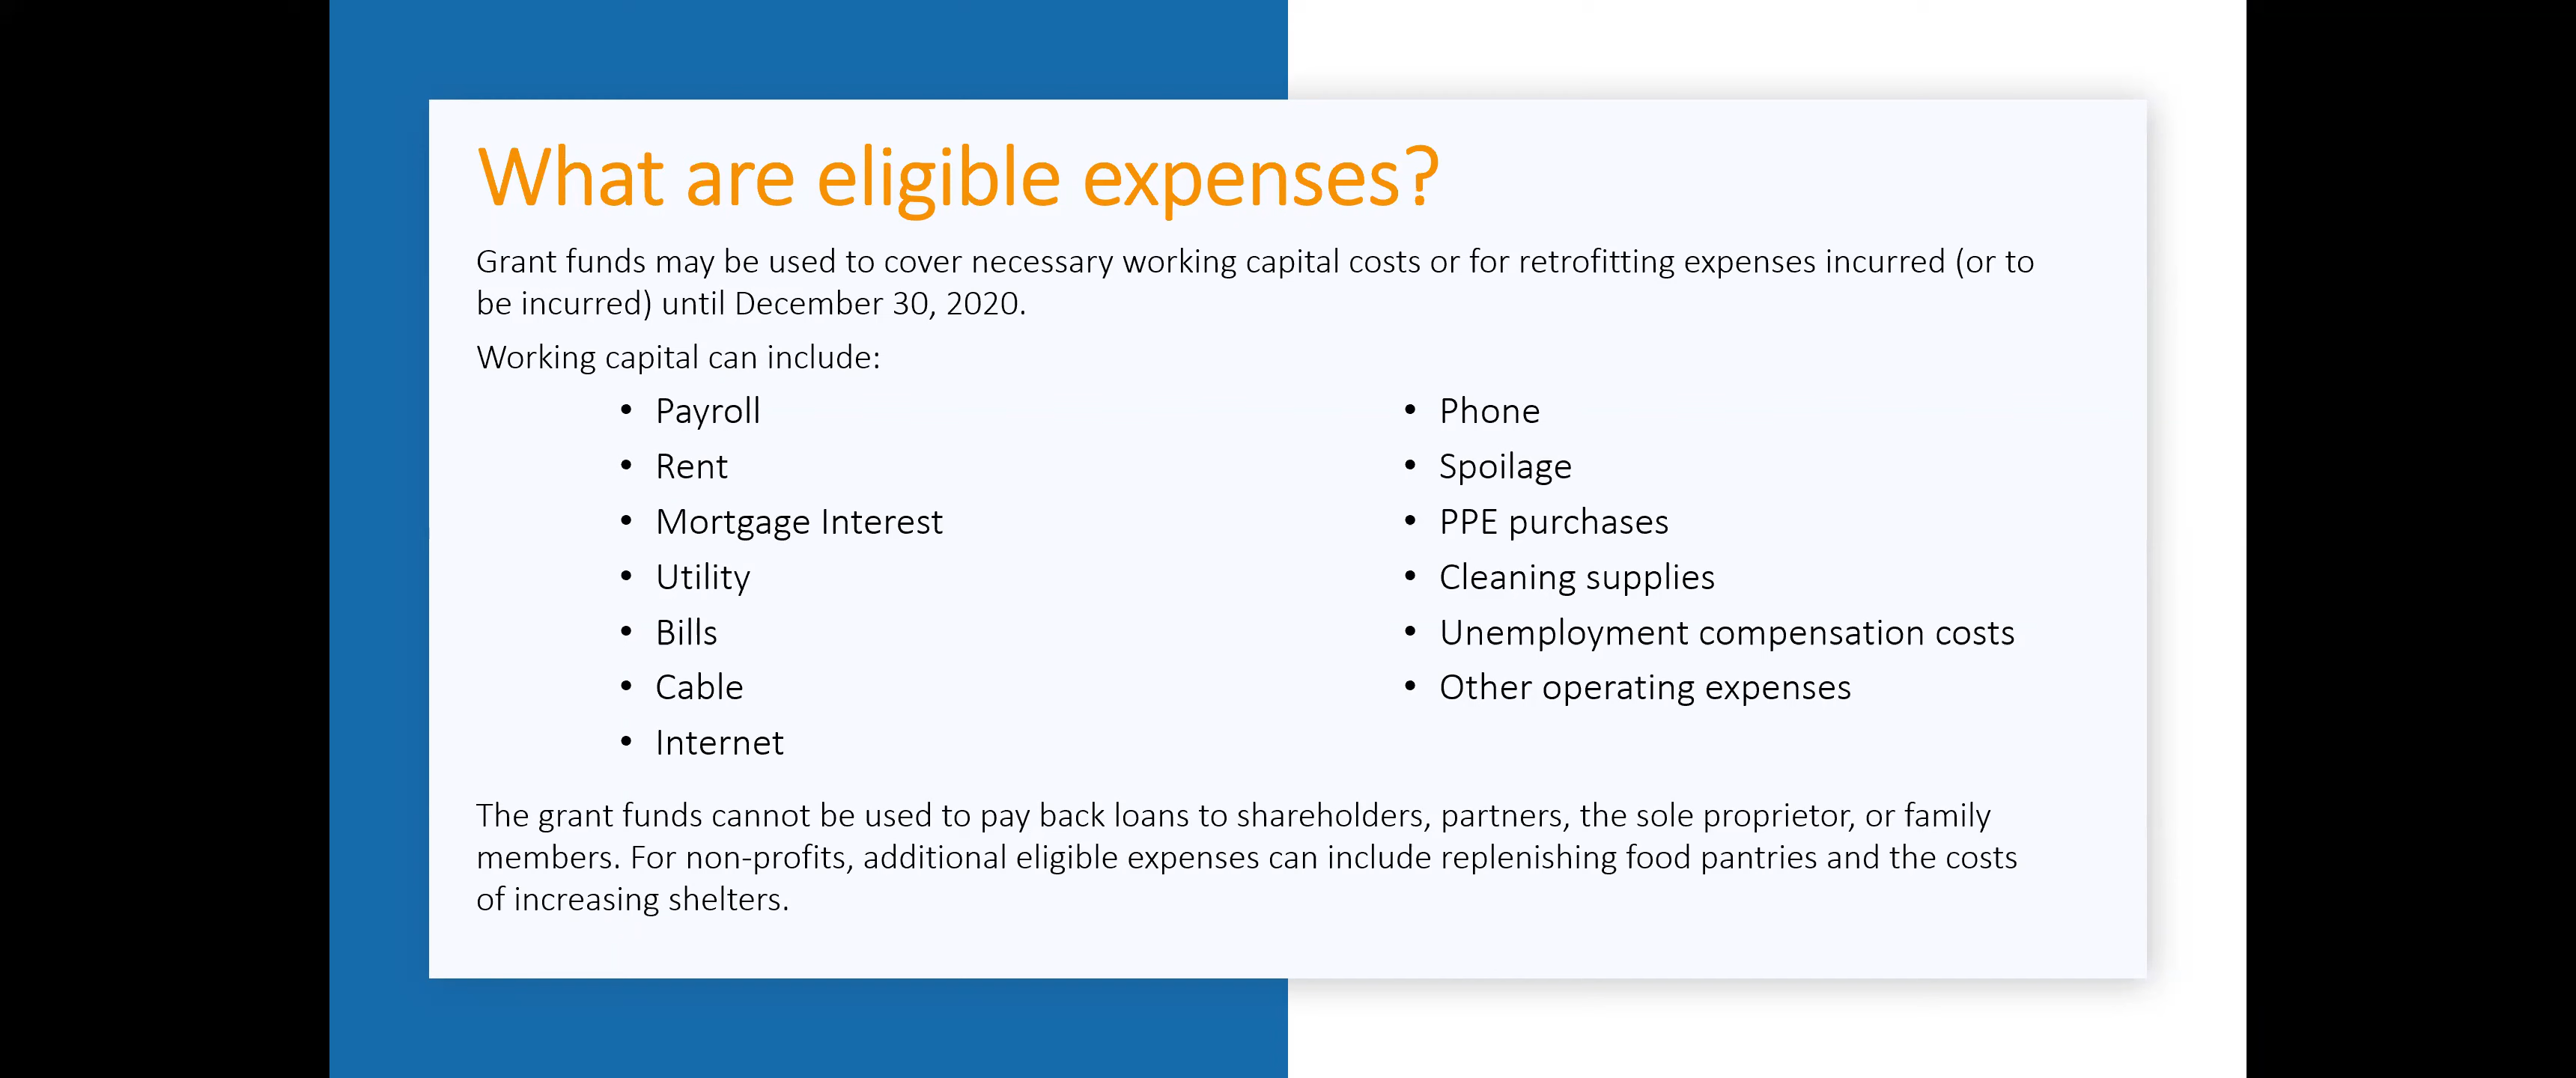 What are eligible expenses?
Grant funds may be used to cover necessary working capital costs or for retrofitting expenses incurred (or to
be incurred) until December 30, 2020.
Working capital can include:
• Payroll
• Rent
• Mortgage Interest
• Utility
• Bills
• Cable
• Internet
• Phone
• Spoilage
• PPE purchases
• Cleaning supplies
• Unemployment compensation costs
• Other operating expenses
The grant funds cannot be used to pay back loans to shareholders, partners, the sole proprietor, or family
members. For non-profits, additional eligible expenses can include replenishing food pantries and the costs
of increasing shelters.